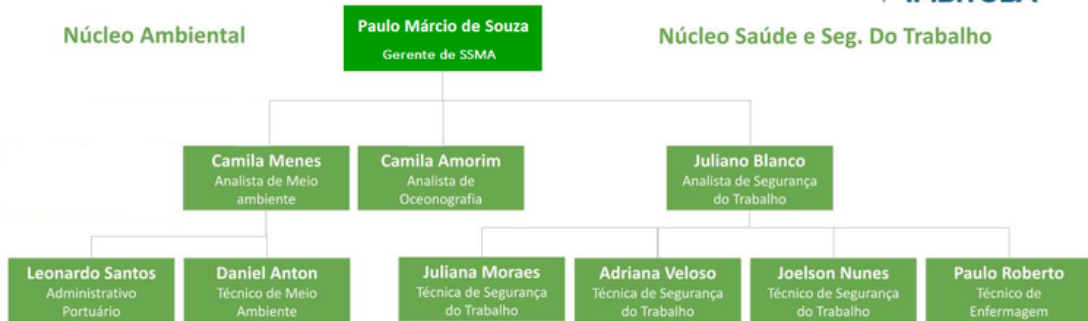 Núcleo Ambiental
Paulo Márcio de Souza
Gerente de SSMA
Núcleo Saúde e Seg. Do Trabalho
Camila Menes
Analista de Meio
ambiente
Camila Amorim
Analista de
Oceonografia
Juliano Blanco
Analista de Segurança
do Trabalho
Leonardo Santos
Administrativo
Portuário
Daniel Anton
Técnico de Meio
Ambiente
Juliana Moraes
Técnica de Segurança
do Trabalho
Adriana Veloso
Técnica de Segurança
do Trabalho
Joelson Nunes
Técnico de Segurança
do Trabalho
Paulo Roberto
Técnico de
Enfermagem